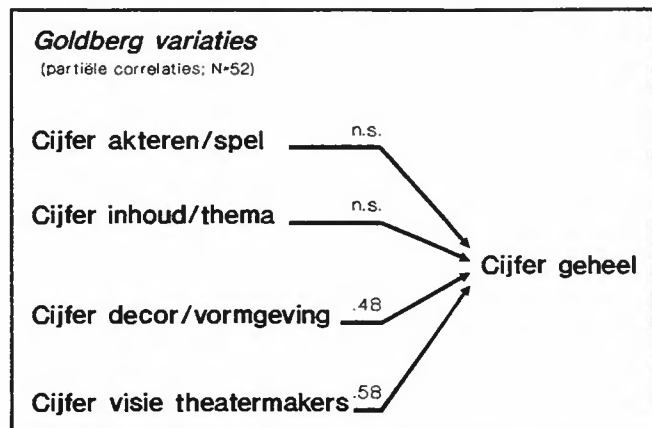 Goldberg variaties
(partiële correlaties; N=52)
Cijfer akteren/spel n.s.
Cijfer inhoud/thema n.s.
Cijfer geheel
Cijfer decor/vormgeving .48
Cijfer visie theatermakers .58